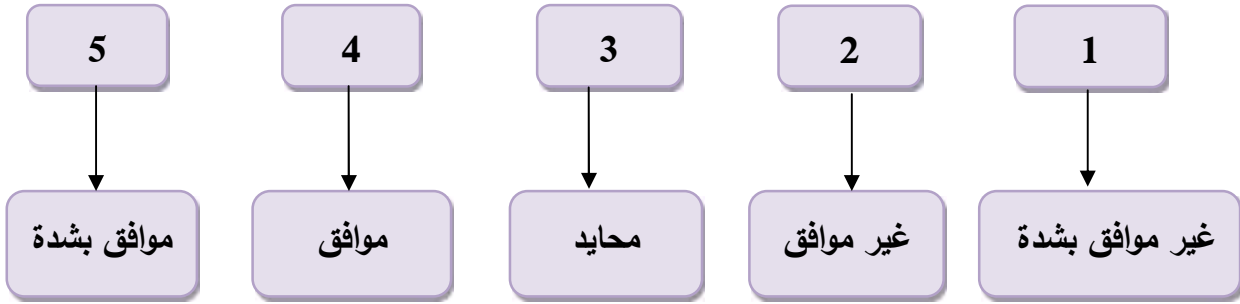 1
2
3
4
5
غير موافق بشدة
غير موافق
محايد
موافق
موافق بشدة